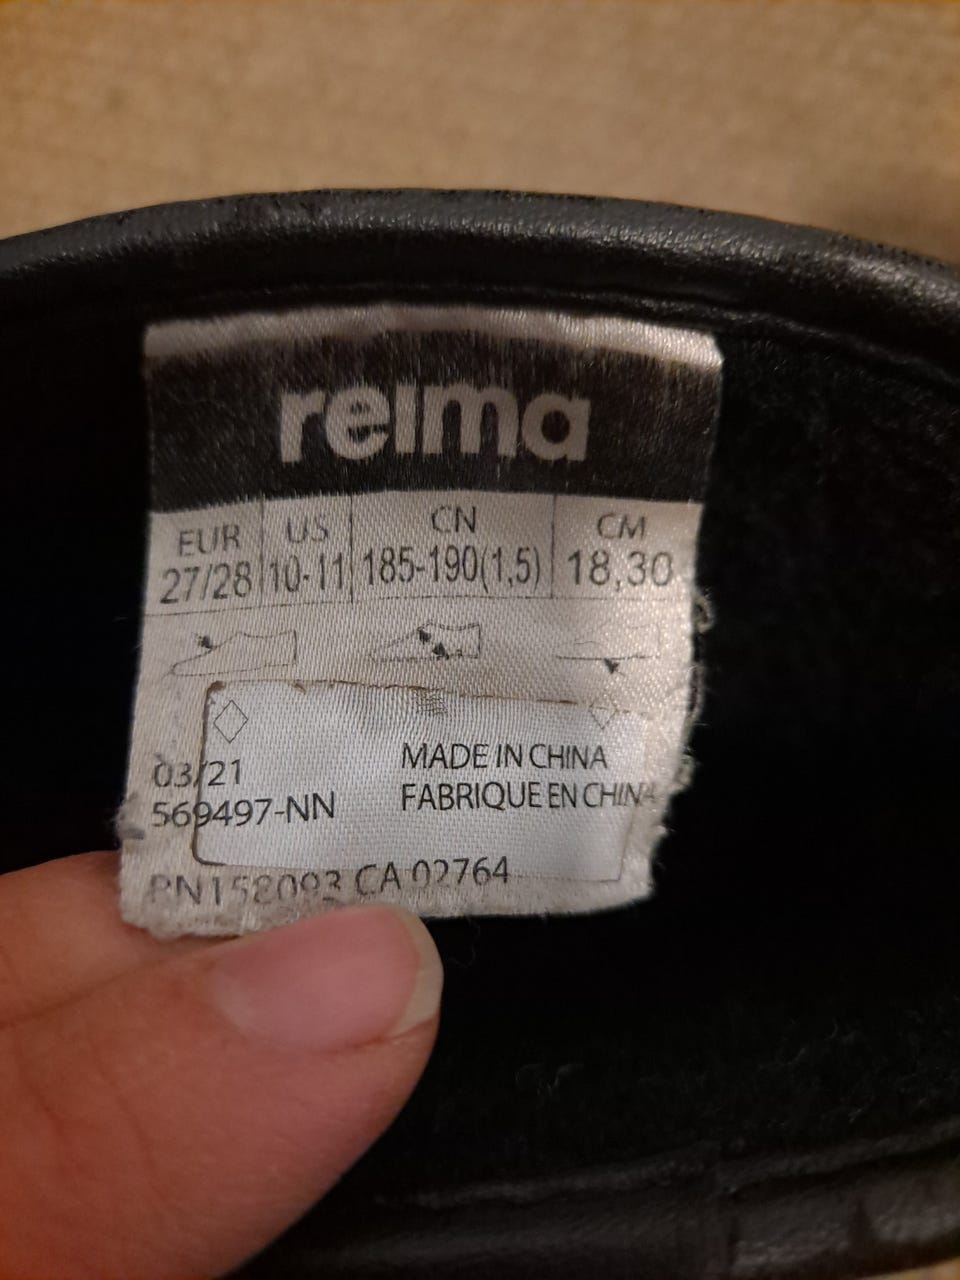 reima
EUR US CN CM
27/28 10-11 185-190(1,5) 18,30
03/21 MADE IN CHINA
569497-NN FABRIQUE EN CHINA
RN158093 CA 02764